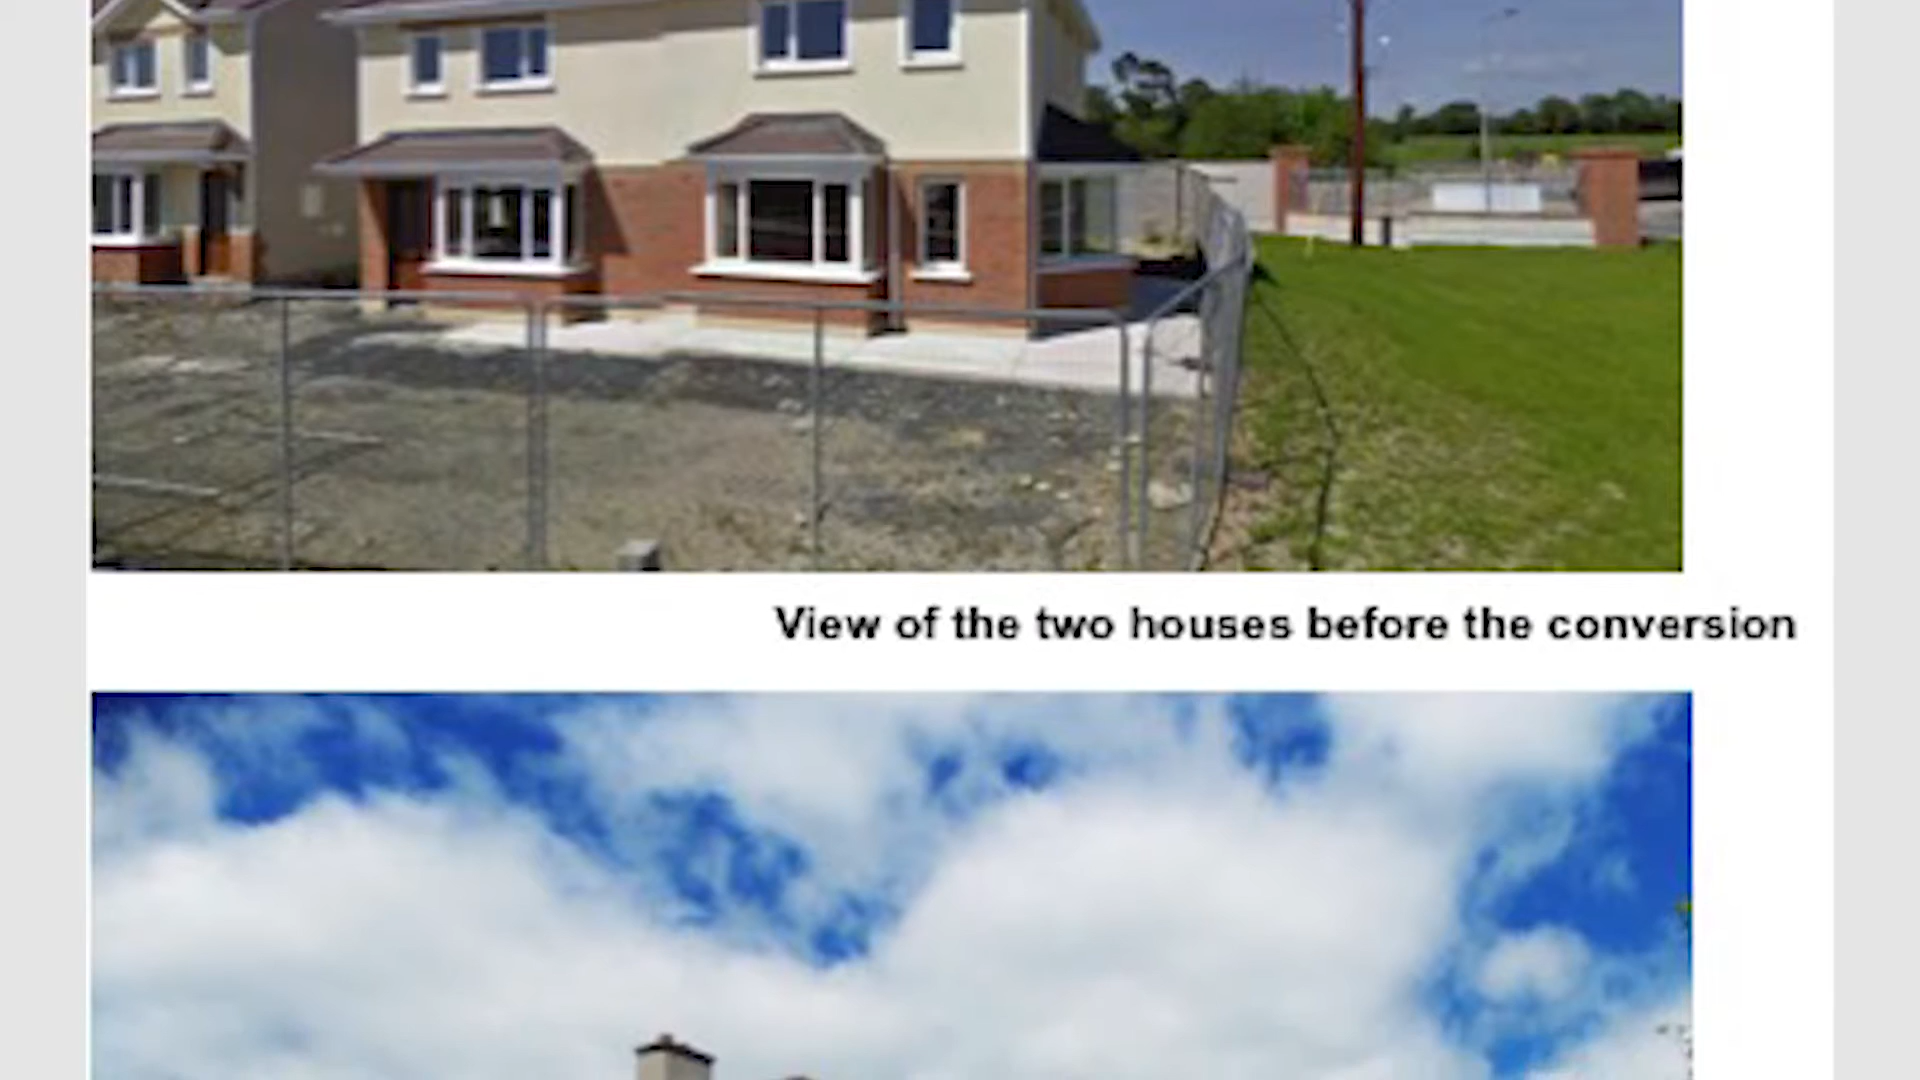 View of the two houses before the conversion